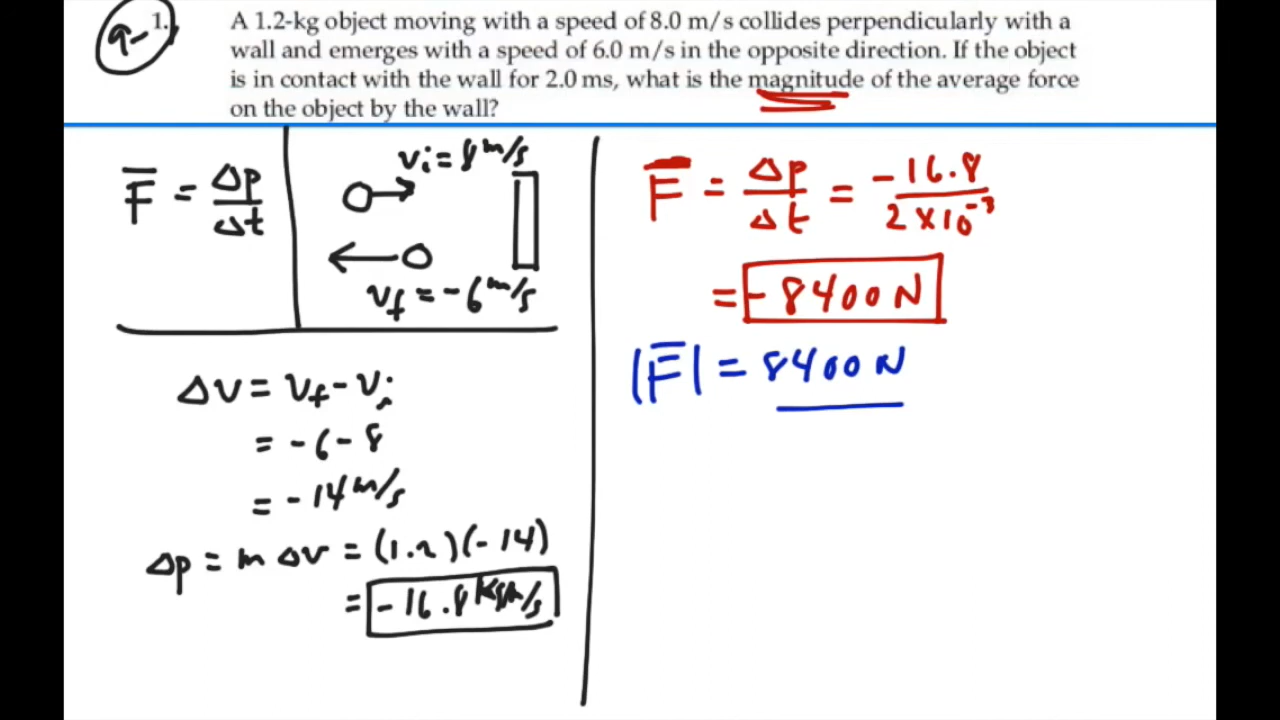 9-1. A 1.2-kg object moving with a speed of 8.0 m/s collides perpendicularly with a
wall and emerges with a speed of 6.0 m/s in the opposite direction. If the object
is in contact with the wall for 2.0 ms, what is the magnitude of the average force
on the object by the wall?
F̅ = Δp/Δt
vi = 8 m/s
vf = -6 m/s
Δv = vf - vi
= -6 - 8
= -14 m/s
Δp = m Δv = (1.2)(-14)
= -16.8 kgm/s
F̅ = Δp/Δt = -16.8/2×10⁻³
= -8400 N
|F̅| = 8400 N